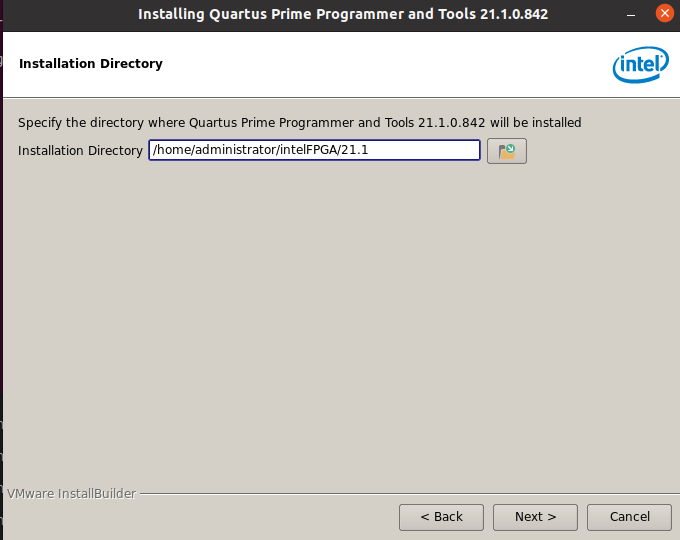 Installing Quartus Prime Programmer and Tools 21.1.0.842
Installation Directory
intel
Specify the directory where Quartus Prime Programmer and Tools 21.1.0.842 will be installed
Installation Directory /home/administrator/intelFPGA/21.1
VMware InstallBuilder
< Back Next > Cancel